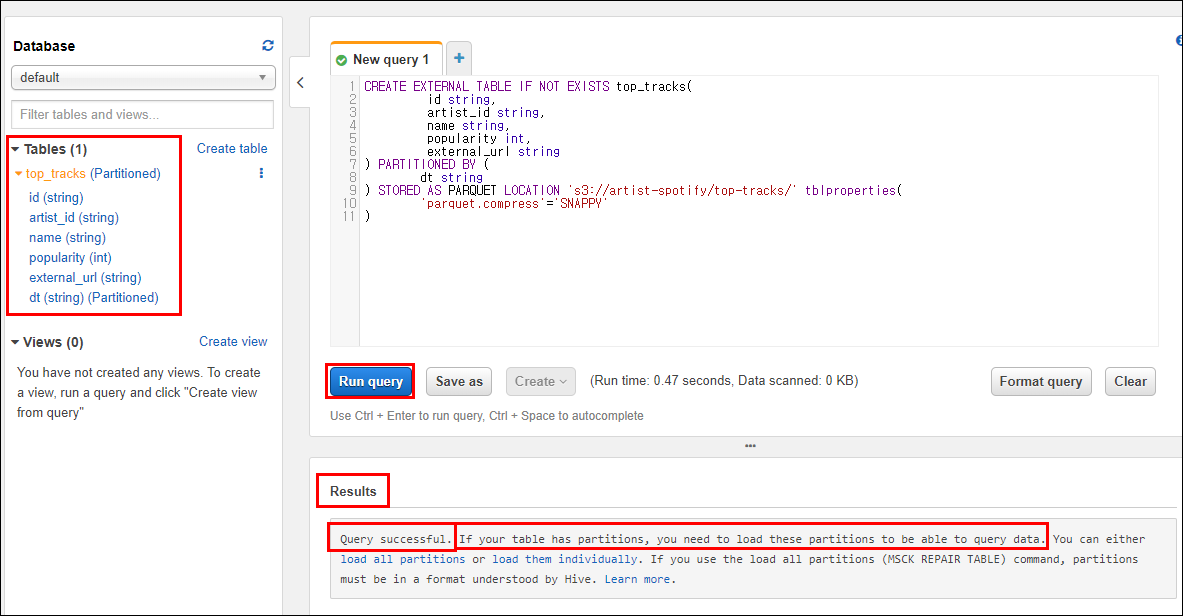 Database
default
Filter tables and views...
Tables (1) Create table
top_tracks (Partitioned)
id (string)
artist_id (string)
name (string)
popularity (int)
external_url (string)
dt (string) (Partitioned)
Views (0) Create view
You have not created any views. To create
a view, run a query and click "Create view
from query"
New query 1
1 CREATE EXTERNAL TABLE IF NOT EXISTS top_tracks(
2 id string,
3 artist_id string,
4 name string,
5 popularity int,
6 external_url string
7 ) PARTITIONED BY (
8 dt string
9 ) STORED AS PARQUET LOCATION 's3://artist-spotify/top-tracks/' tblproperties(
10 'parquet.compress'='SNAPPY'
11 )
Run query Save as Create (Run time: 0.47 seconds, Data scanned: 0 KB) Format query Clear
Use Ctrl + Enter to run query, Ctrl + Space to autocomplete
Results
Query successful. If your table has partitions, you need to load these partitions to be able to query data. You can either
load all partitions or load them individually. If you use the load all partitions (MSCK REPAIR TABLE) command, partitions
must be in a format understood by Hive. Learn more.